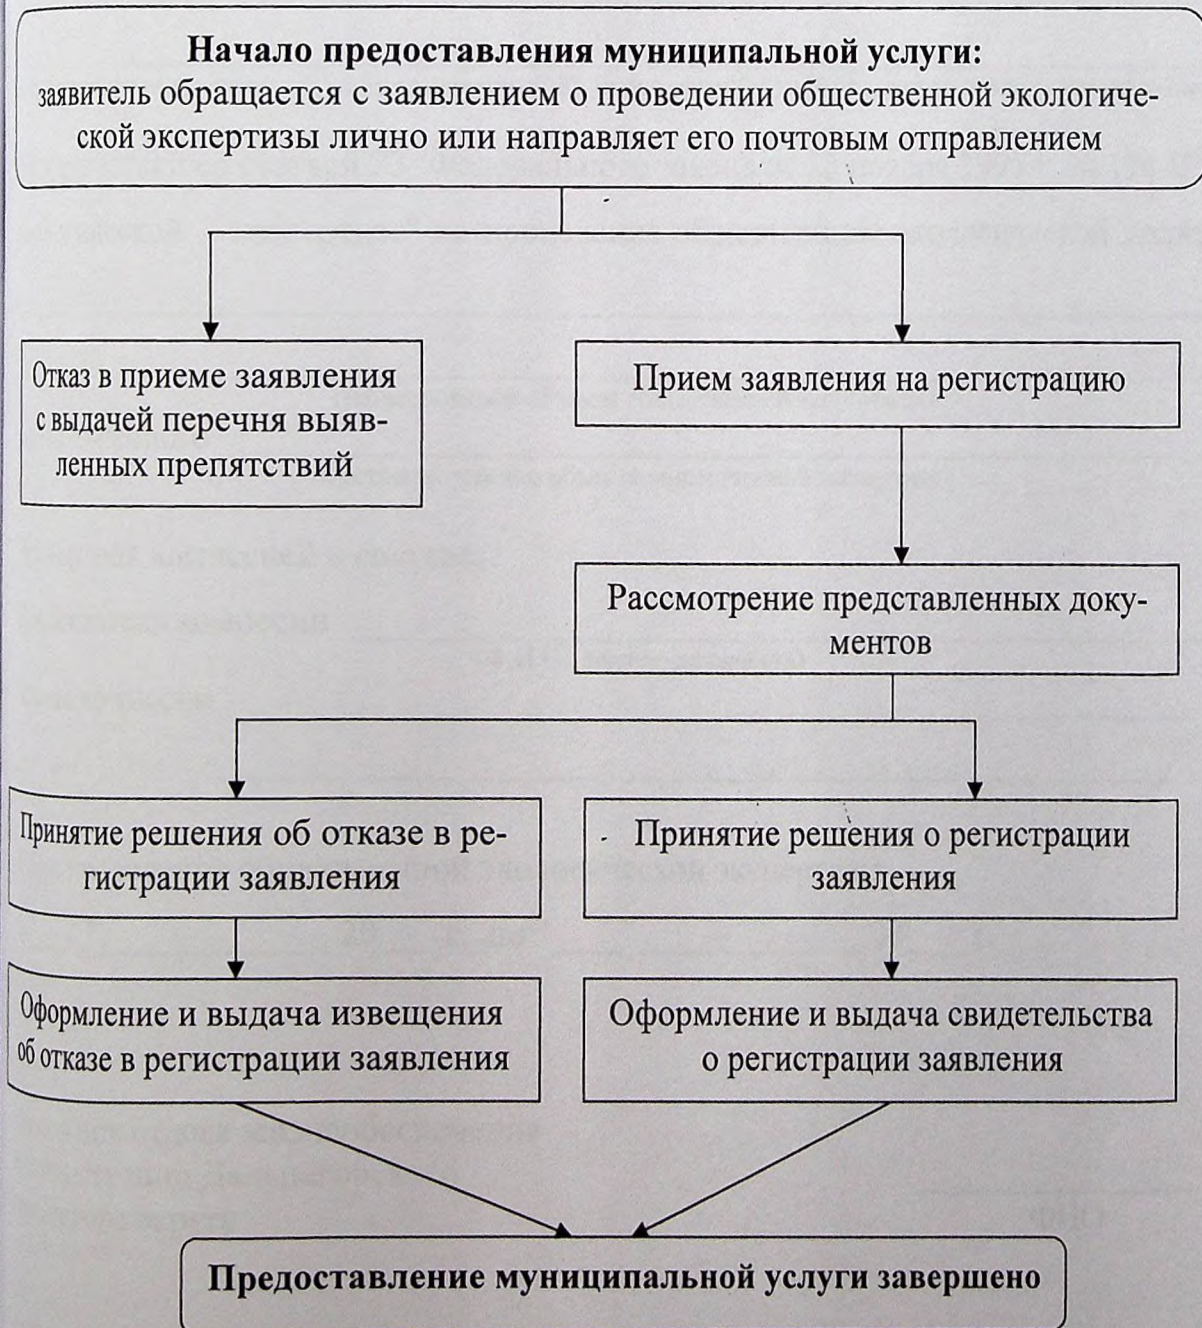 Начало предоставления муниципальной услуги:
заявитель обращается с заявлением о проведении общественной экологиче-
ской экспертизы лично или направляет его почтовым отправлением
Отказ в приеме заявления
с выдачей перечня выяв-
ленных препятствий
Прием заявления на регистрацию
Рассмотрение представленных доку-
ментов
Принятие решения об отказе в ре-
гистрации заявления
Принятие решения о регистрации
заявления
Оформление и выдача извещения
об отказе в регистрации заявления
Оформление и выдача свидетельства
о регистрации заявления
Предоставление муниципальной услуги завершено